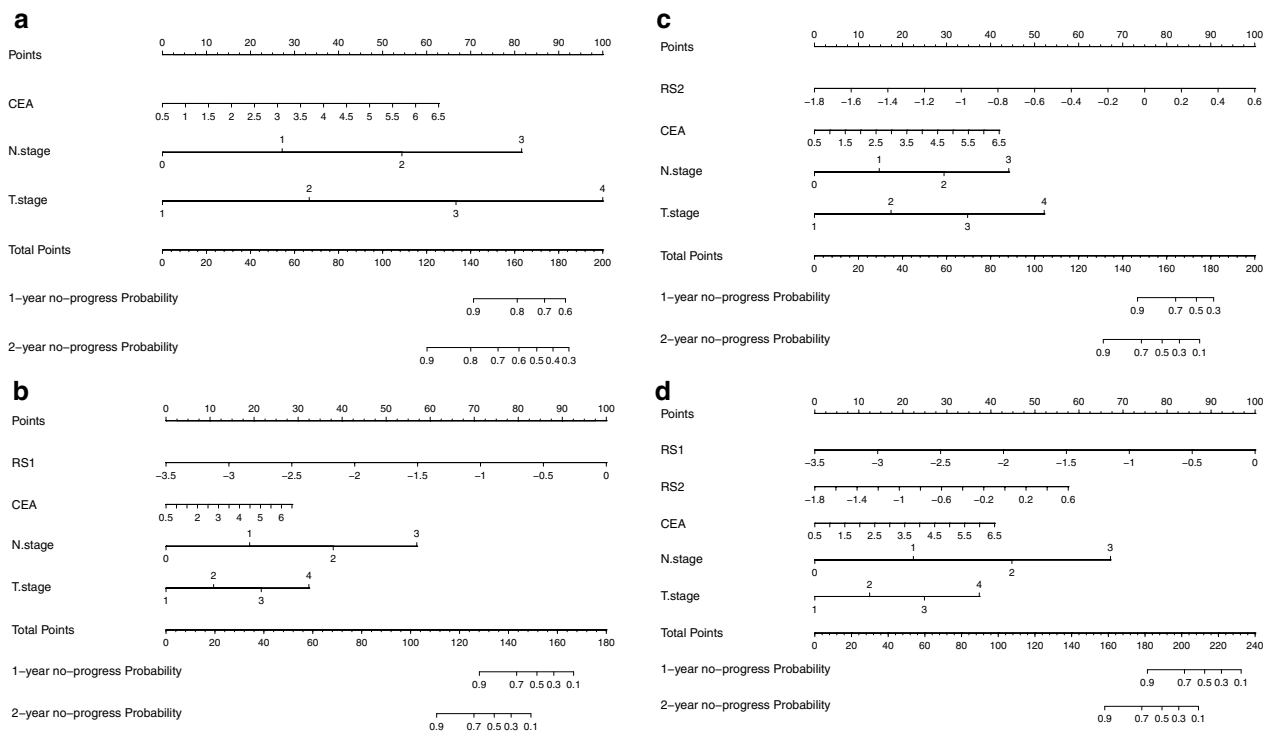 a
0 10 20 30 40 50 60 70 80 90 100
Points
CEA
0.5 1 1.5 2 2.5 3 3.5 4 4.5 5 5.5 6 6.5
1 3
N.stage
0 2
2 4
T.stage
1 3
Total Points
0 20 40 60 80 100 120 140 160 180 200
1−year no−progress Probability
0.9 0.8 0.7 0.6
2−year no−progress Probability
0.9 0.8 0.7 0.6 0.5 0.4 0.3
b
0 10 20 30 40 50 60 70 80 90 100
Points
RS1
−3.5 −3 −2.5 −2 −1.5 −1 −0.5 0
CEA
0.5 2 3 4 5 6
1 3
N.stage
0 2
2 4
T.stage
1 3
Total Points
0 20 40 60 80 100 120 140 160 180
1−year no−progress Probability
0.9 0.7 0.5 0.3 0.1
2−year no−progress Probability
0.9 0.7 0.5 0.3 0.1
c
0 10 20 30 40 50 60 70 80 90 100
Points
RS2
−1.8 −1.6 −1.4 −1.2 −1 −0.8 −0.6 −0.4 −0.2 0 0.2 0.4 0.6
CEA
0.5 1.5 2.5 3.5 4.5 5.5 6.5
1 3
N.stage
0 2
2 4
T.stage
1 3
Total Points
0 20 40 60 80 100 120 140 160 180 200
1−year no−progress Probability
0.9 0.7 0.5 0.3
2−year no−progress Probability
0.9 0.7 0.5 0.3 0.1
d
0 10 20 30 40 50 60 70 80 90 100
Points
RS1
−3.5 −3 −2.5 −2 −1.5 −1 −0.5 0
RS2
−1.8 −1.4 −1 −0.6 −0.2 0.2 0.6
CEA
0.5 1.5 2.5 3.5 4.5 5.5 6.5
1 3
N.stage
0 2
2 4
T.stage
1 3
Total Points
0 20 40 60 80 100 120 140 160 180 200 220 240
1−year no−progress Probability
0.9 0.7 0.5 0.3 0.1
2−year no−progress Probability
0.9 0.7 0.5 0.3 0.1